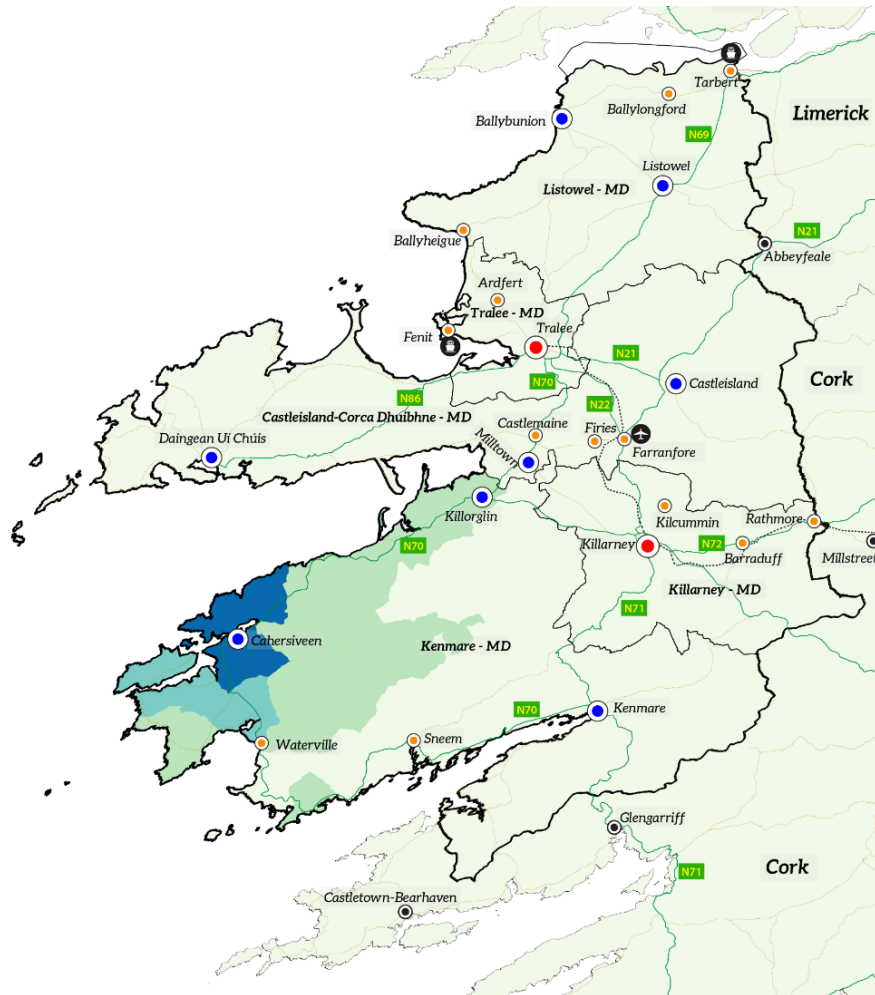 Tarbert
Ballylongford
Limerick
Ballybunion
N69
Listowel
Listowel - MD
N21
Ballyheigue
Abbeyfeale
Ardfert
Tralee - MD
Fenit
Tralee
N21
N70
Castleisland
Cork
N86
N22
Castleisland-Corca Dhuibhne - MD
Castlemaine
Firies
Daingean Uí Chúis
Milltown
Farranfore
Killorglin
Kilcummin
Rathmore
N70
Killarney
N72
Barraduff
Millstreet
Killarney - MD
N71
Cahersiveen
Kenmare - MD
N70
Kenmare
Waterville
Sneem
Glengarriff
N71
Cork
Castletown-Bearhaven